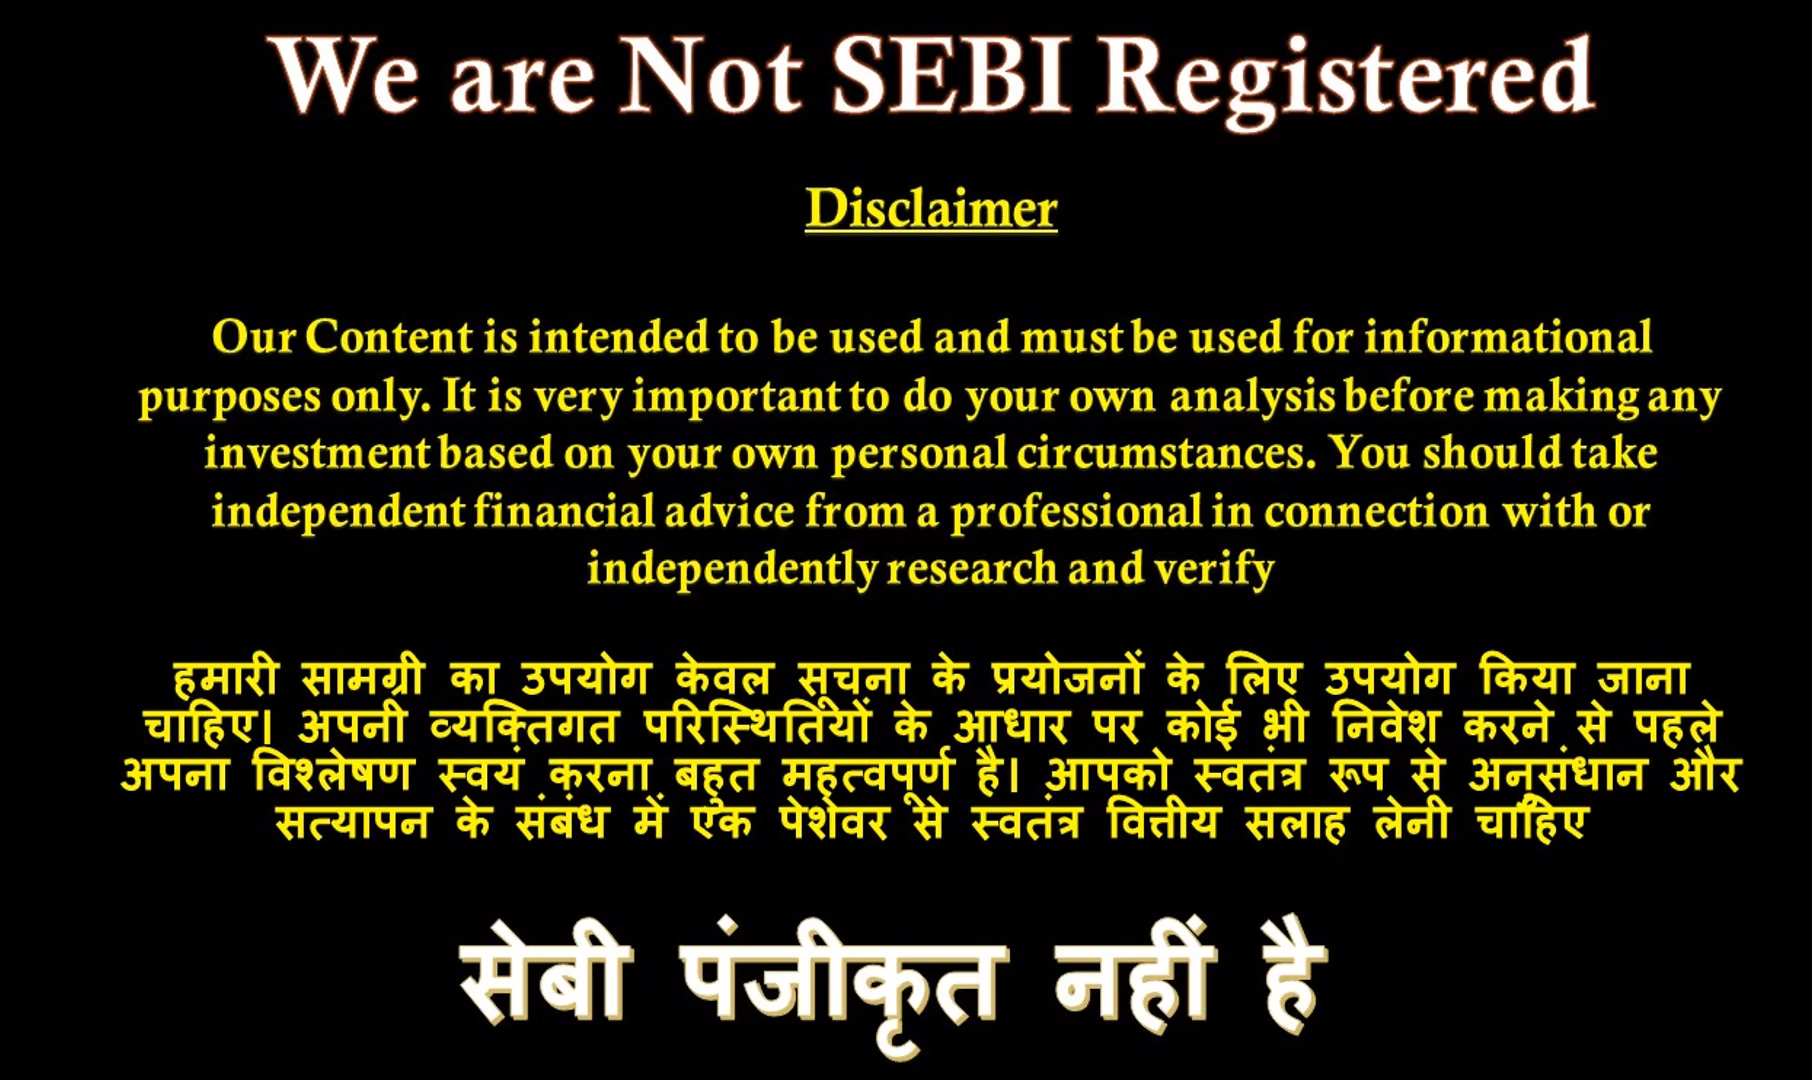 We are Not SEBI Registered
Disclaimer
Our Content is intended to be used and must be used for informational
purposes only. It is very important to do your own analysis before making any
investment based on your own personal circumstances. You should take
independent financial advice from a professional in connection with or
independently research and verify
हमारी सामग्री का उपयोग केवल सूचना के प्रयोजनों के लिए उपयोग किया जाना
चाहिए। अपनी व्यक्तिगत परिस्थितियों के आधार पर कोई भी निवेश करने से पहले
अपना विश्लेषण स्वयं करना बहुत महत्वपूर्ण है। आपको स्वतंत्र रूप से अनुसंधान और
सत्यापन के संबंध में एक पेशेवर से स्वतंत्र वित्तीय सलाह लेनी चाहिए
सेबी पंजीकृत नहीं है